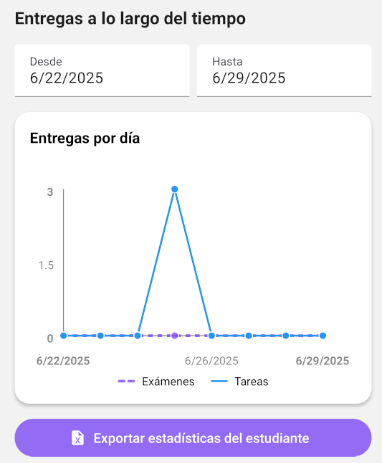 Entregas a lo largo del tiempo
Desde
6/22/2025
Hasta
6/29/2025
Entregas por día
3
1.5
0
6/22/2025
6/26/2025
6/29/2025
Exámenes
Tareas
Exportar estadísticas del estudiante